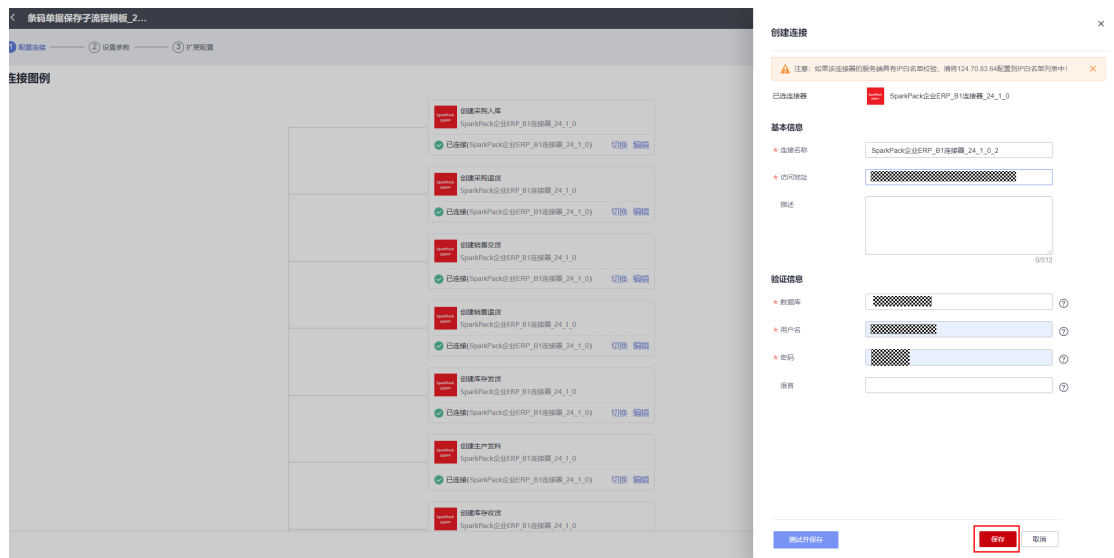 条码单据保存子流程模板_2...
1 配置连接 2 设置参数 3 扩展配置
连接图例
创建采购入库
SparkPack企业ERP_B1连接器_24_1_0
已连接(SparkPack企业ERP_B1连接器_24_1_0) 切换 编辑
创建采购退货
SparkPack企业ERP_B1连接器_24_1_0
已连接(SparkPack企业ERP_B1连接器_24_1_0) 切换 编辑
创建销售交货
SparkPack企业ERP_B1连接器_24_1_0
已连接(SparkPack企业ERP_B1连接器_24_1_0) 切换 编辑
创建销售退货
SparkPack企业ERP_B1连接器_24_1_0
已连接(SparkPack企业ERP_B1连接器_24_1_0) 切换 编辑
创建库存发货
SparkPack企业ERP_B1连接器_24_1_0
已连接(SparkPack企业ERP_B1连接器_24_1_0) 切换 编辑
创建生产发料
SparkPack企业ERP_B1连接器_24_1_0
已连接(SparkPack企业ERP_B1连接器_24_1_0) 切换 编辑
创建库存收货
SparkPack企业ERP_B1连接器_24_1_0
创建连接
注意：如果该连接器的服务端具有IP白名单校验，请将124.70.83.64配置到IP白名单列表中！
已选连接器 SparkPack企业ERP_B1连接器_24_1_0
基本信息
* 连接名称 SparkPack企业ERP_B1连接器_24_1_0_2
* 访问地址
描述
0/512
验证信息
* 数据库
* 用户名
* 密码
语言
测试并保存 保存 取消